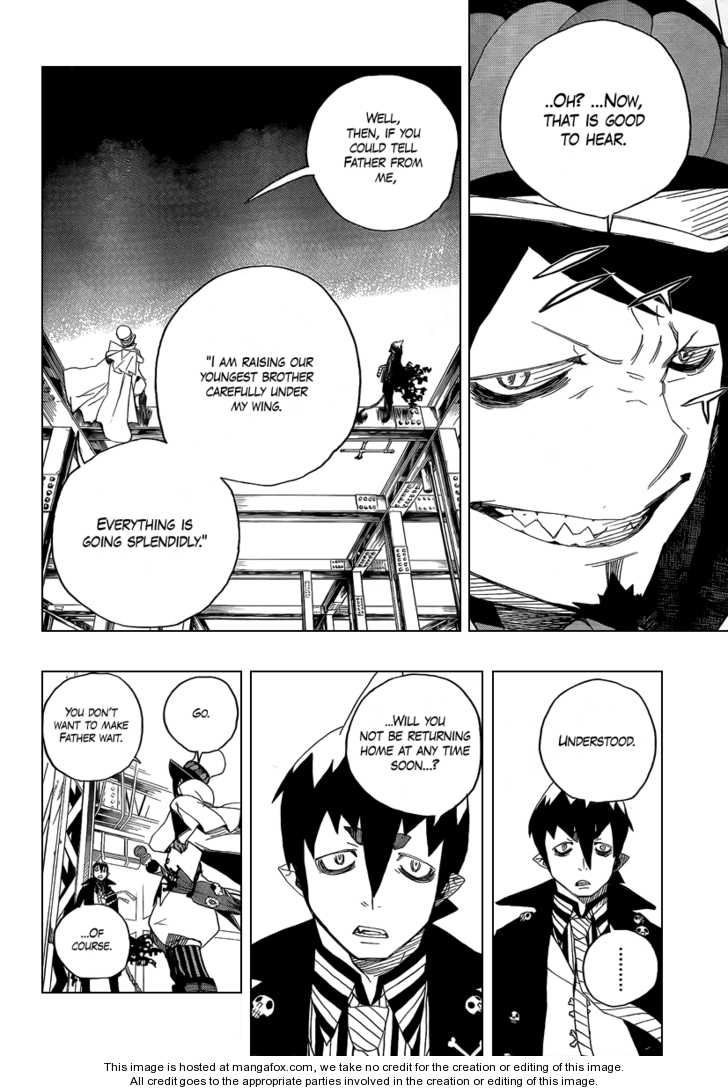 ..OH? ...NOW,
THAT IS GOOD
TO HEAR.
WELL,
THEN, IF YOU
COULD TELL
FATHER FROM
ME,
"I AM RAISING OUR
YOUNGEST BROTHER
CAREFULLY UNDER
MY WING.
EVERYTHING IS
GOING SPLENDIDLY."
UNDERSTOOD.
........
...WILL YOU
NOT BE RETURNING
HOME AT ANY TIME
SOON...?
GO.
YOU DON'T
WANT TO MAKE
FATHER WAIT.
...OF
COURSE.
This image is hosted at mangafox.com, we take no credit for the creation or editing of this image.
All credit goes to the appropriate parties involved in the creation or editing of this image.